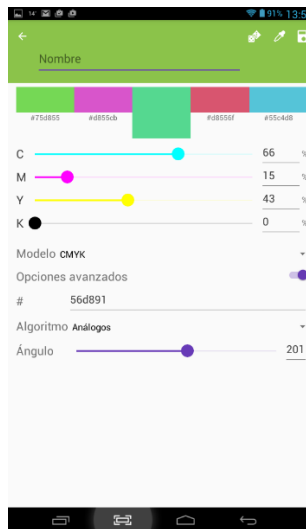 14° 91% 13:5
Nombre
#75d855 #d855cb #d8556f #55c4d8
C 66 %
M 15 %
Y 43 %
K 0 %
Modelo CMYK
Opciones avanzados
# 56d891
Algoritmo Análogos
Ángulo 201